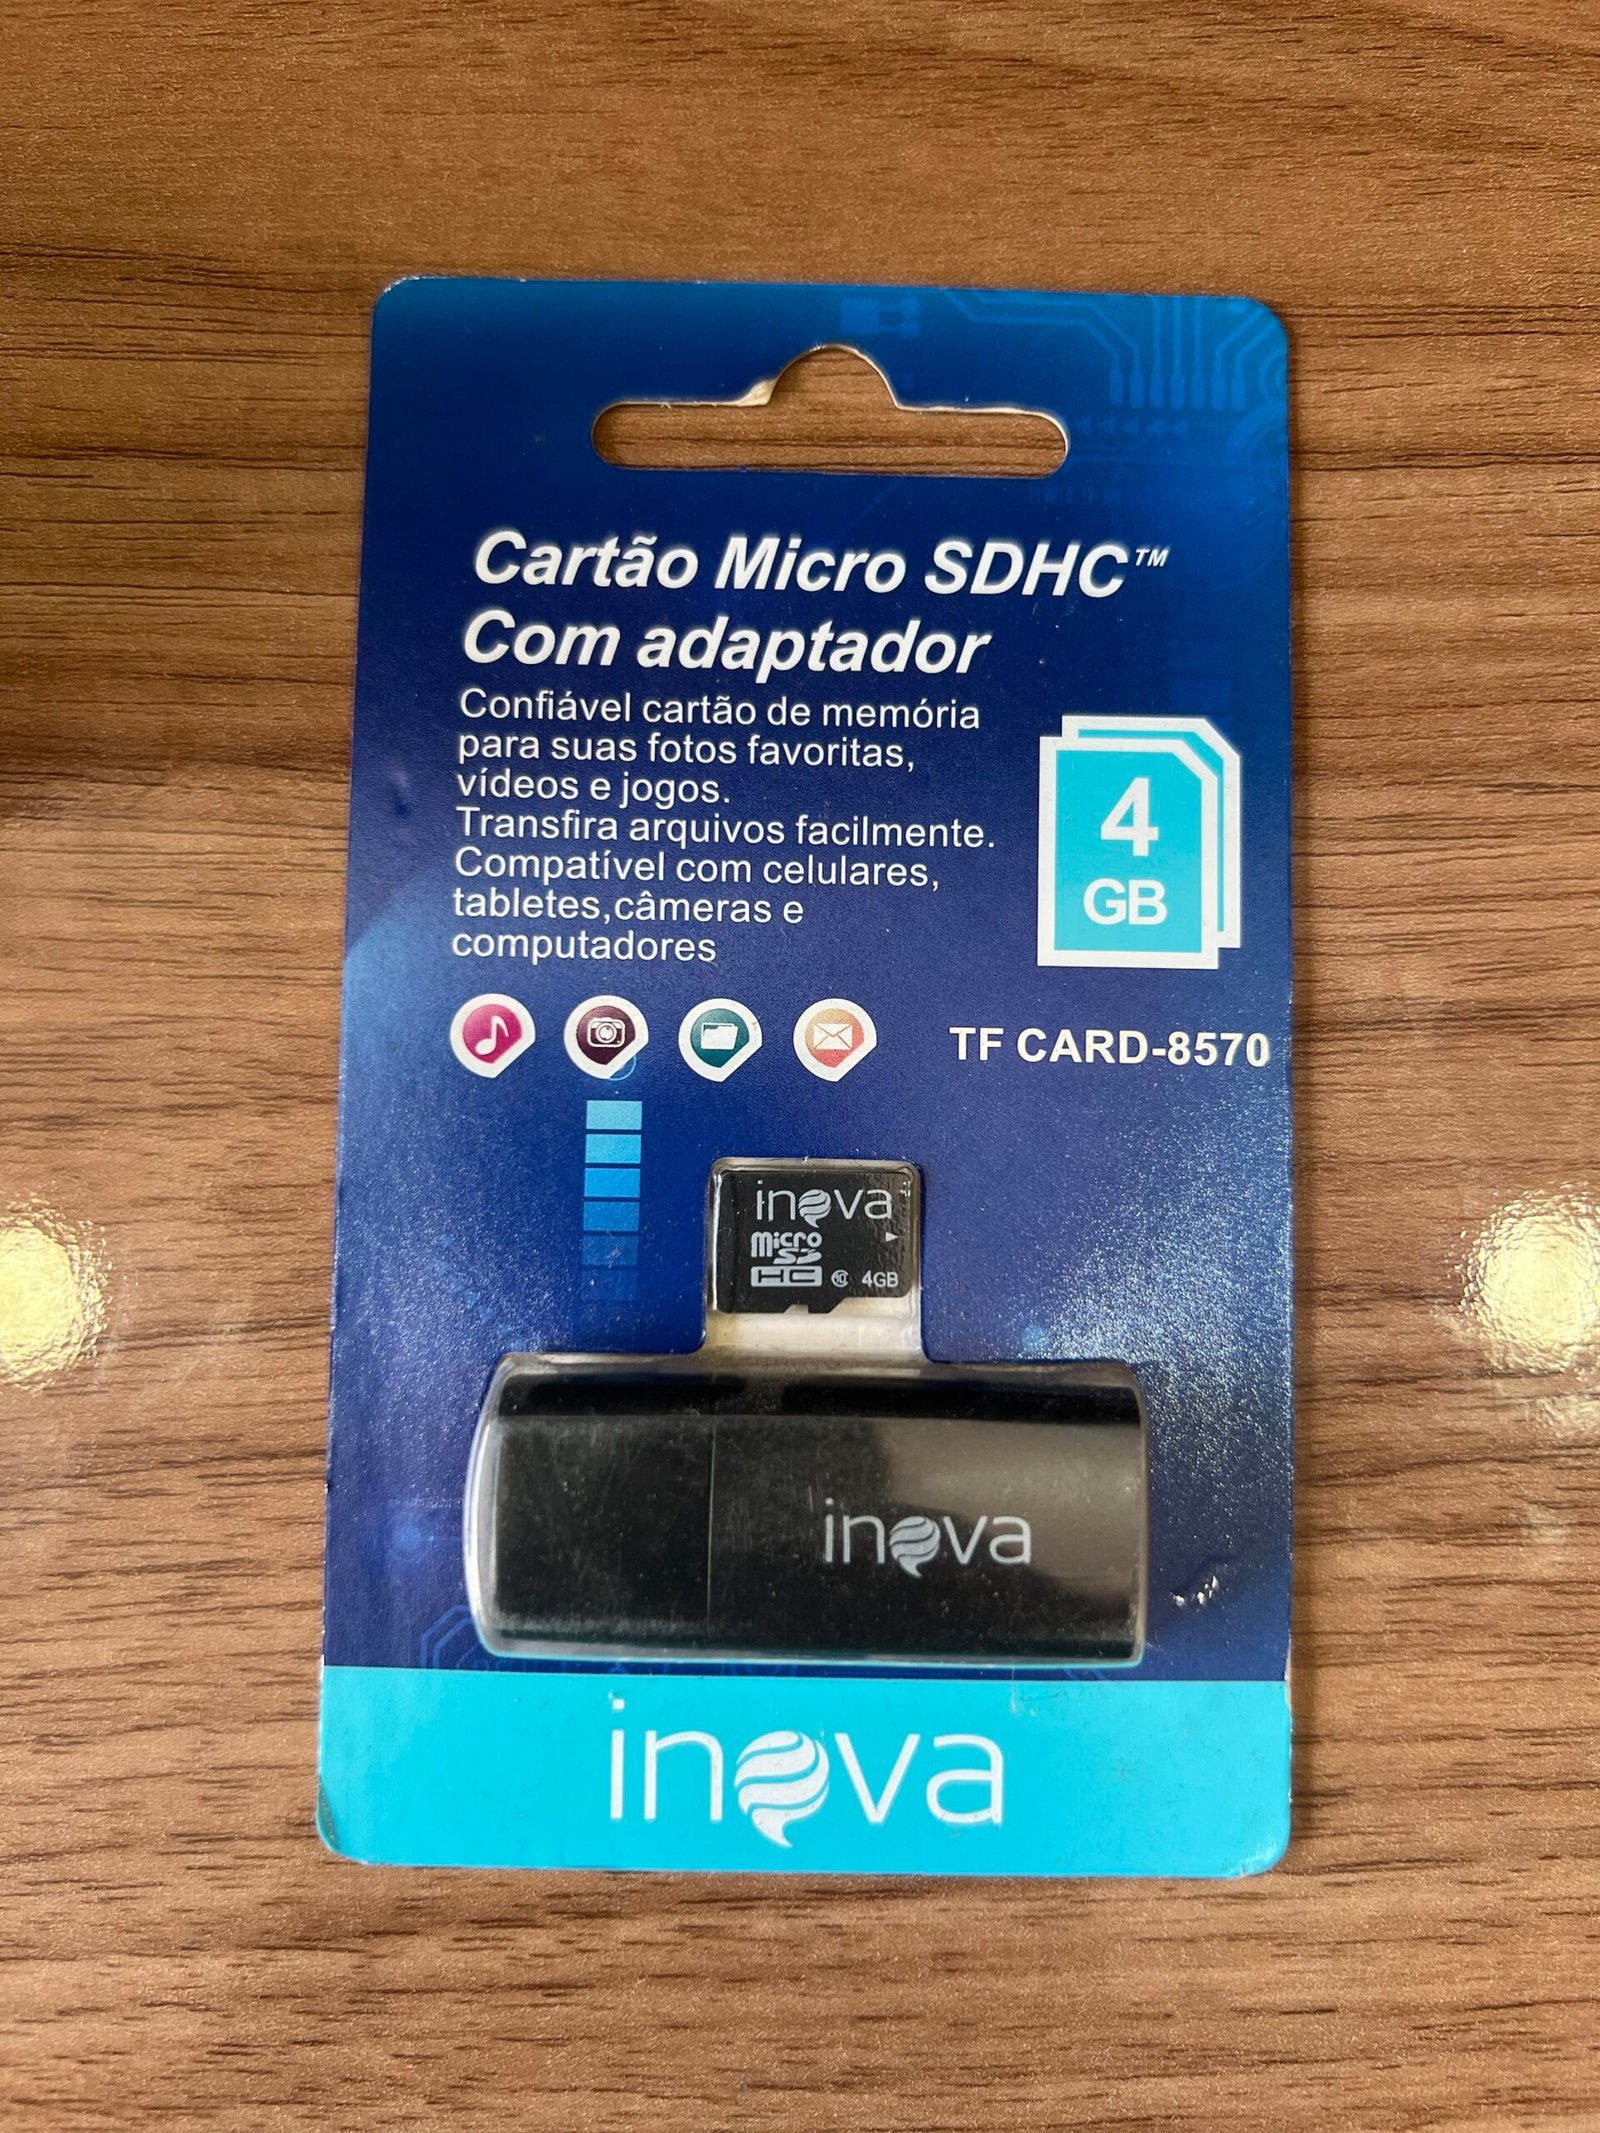 Cartão Micro SDHC™
Com adaptador
Confiável cartão de memória
para suas fotos favoritas,
vídeos e jogos.
Transfira arquivos facilmente.
Compatível com celulares,
tabletes,câmeras e
computadores
4
GB
TF CARD-8570
inova
Micro
SD
HC 10 4GB
inova
inova